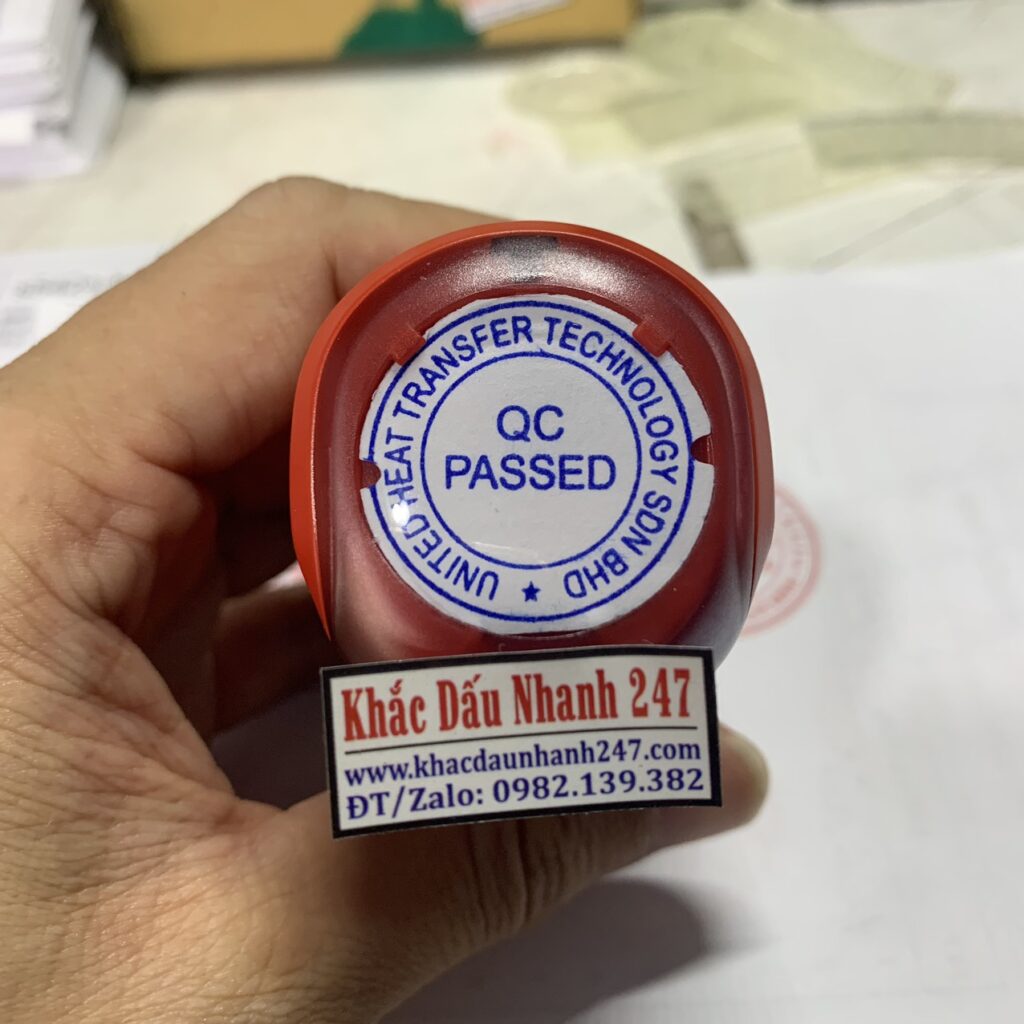 UNITED HEAT TRANSFER TECHNOLOGY SDN BHD ★
QC
PASSED
Khắc Dấu Nhanh 247
www.khacdaunhanh247.com
ĐT/Zalo: 0982.139.382